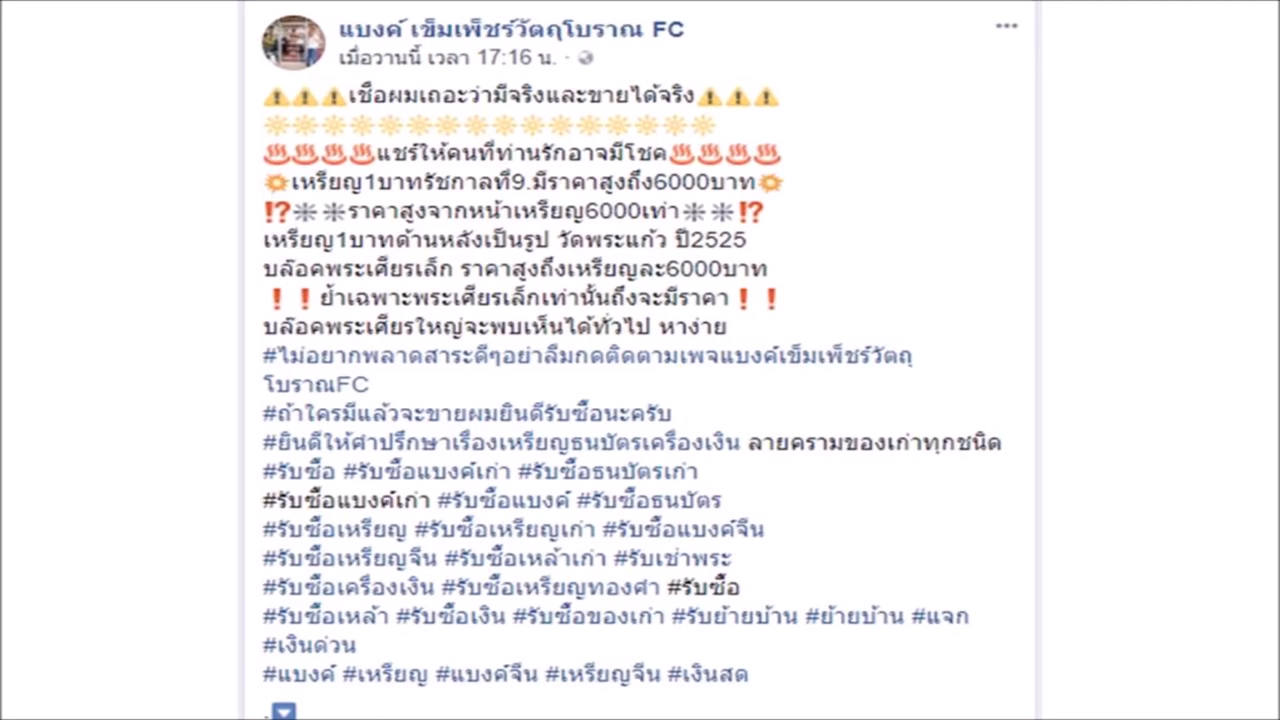 แบงค์ เข็มเพ็ชร์วัตถุโบราณ FC
เมื่อวานนี้ เวลา 17:16 น. ·
⚠️⚠️⚠️เชื่อผมเถอะว่ามีจริงและขายได้จริง⚠️⚠️⚠️
🔆🔆🔆🔆🔆🔆🔆🔆🔆🔆🔆🔆🔆🔆🔆🔆
♨️♨️♨️♨️แชร์ให้คนที่ท่านรักอาจมีโชค♨️♨️♨️♨️
💥เหรียญ1บาทรัชกาลที่9.มีราคาสูงถึง6000บาท💥
⁉️❇️❇️ราคาสูงจากหน้าเหรียญ6000เท่า❇️❇️⁉️
เหรียญ1บาทด้านหลังเป็นรูป วัดพระแก้ว ปี2525
บล๊อคพระเศียรเล็ก ราคาสูงถึงเหรียญละ6000บาท
❗❗ย้ำเฉพาะพระเศียรเล็กเท่านั้นถึงจะมีราคา❗❗
บล๊อคพระเศียรใหญ่จะพบเห็นได้ทั่วไป หาง่าย
#ไม่อยากพลาดสาระดีๆอย่าลืมกดติดตามเพจแบงค์เข็มเพ็ชร์วัตถุ
โบราณFC
#ถ้าใครมีแล้วจะขายผมยินดีรับซื้อนะครับ
#ยินดีให้คำปรึกษาเรื่องเหรียญธนบัตรเครื่องเงิน ลายครามของเก่าทุกชนิด
#รับซื้อ #รับซื้อแบงค์เก่า #รับซื้อธนบัตรเก่า
#รับซื้อแบงค์เก่า #รับซื้อแบงค์ #รับซื้อธนบัตร
#รับซื้อเหรียญ #รับซื้อเหรียญเก่า #รับซื้อแบงค์จีน
#รับซื้อเหรียญจีน #รับซื้อเหล้าเก่า #รับเช่าพระ
#รับซื้อเครื่องเงิน #รับซื้อเหรียญทองคำ #รับซื้อ
#รับซื้อเหล้า #รับซื้อเงิน #รับซื้อของเก่า #รับย้ายบ้าน #ย้ายบ้าน #แจก
#เงินด่วน
#แบงค์ #เหรียญ #แบงค์จีน #เหรียญจีน #เงินสด